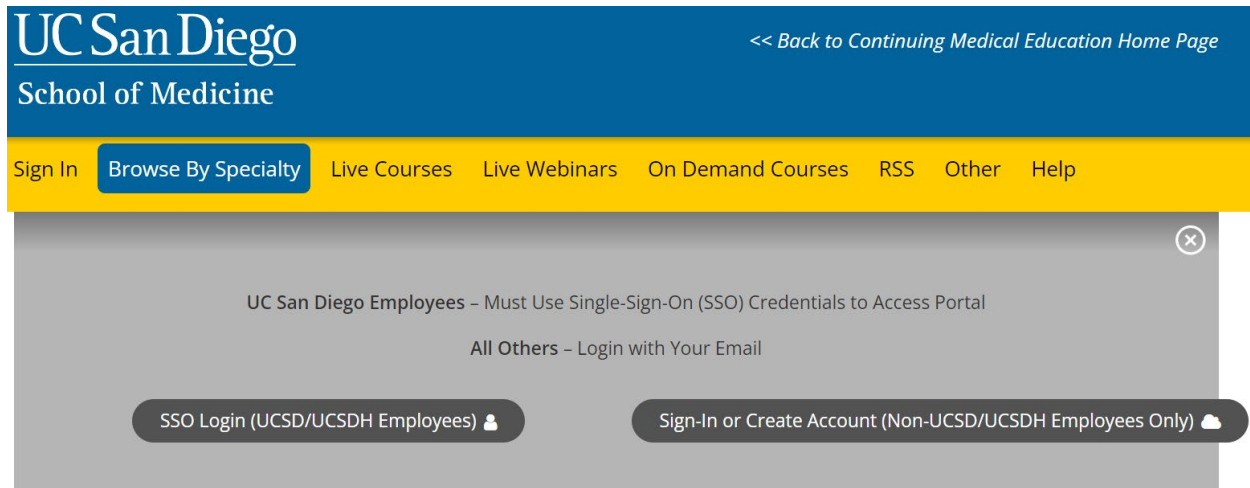 UC San Diego
School of Medicine
<< Back to Continuing Medical Education Home Page
Sign In Browse By Specialty Live Courses Live Webinars On Demand Courses RSS Other Help
UC San Diego Employees – Must Use Single-Sign-On (SSO) Credentials to Access Portal
All Others – Login with Your Email
SSO Login (UCSD/UCSDH Employees)
Sign-In or Create Account (Non-UCSD/UCSDH Employees Only)